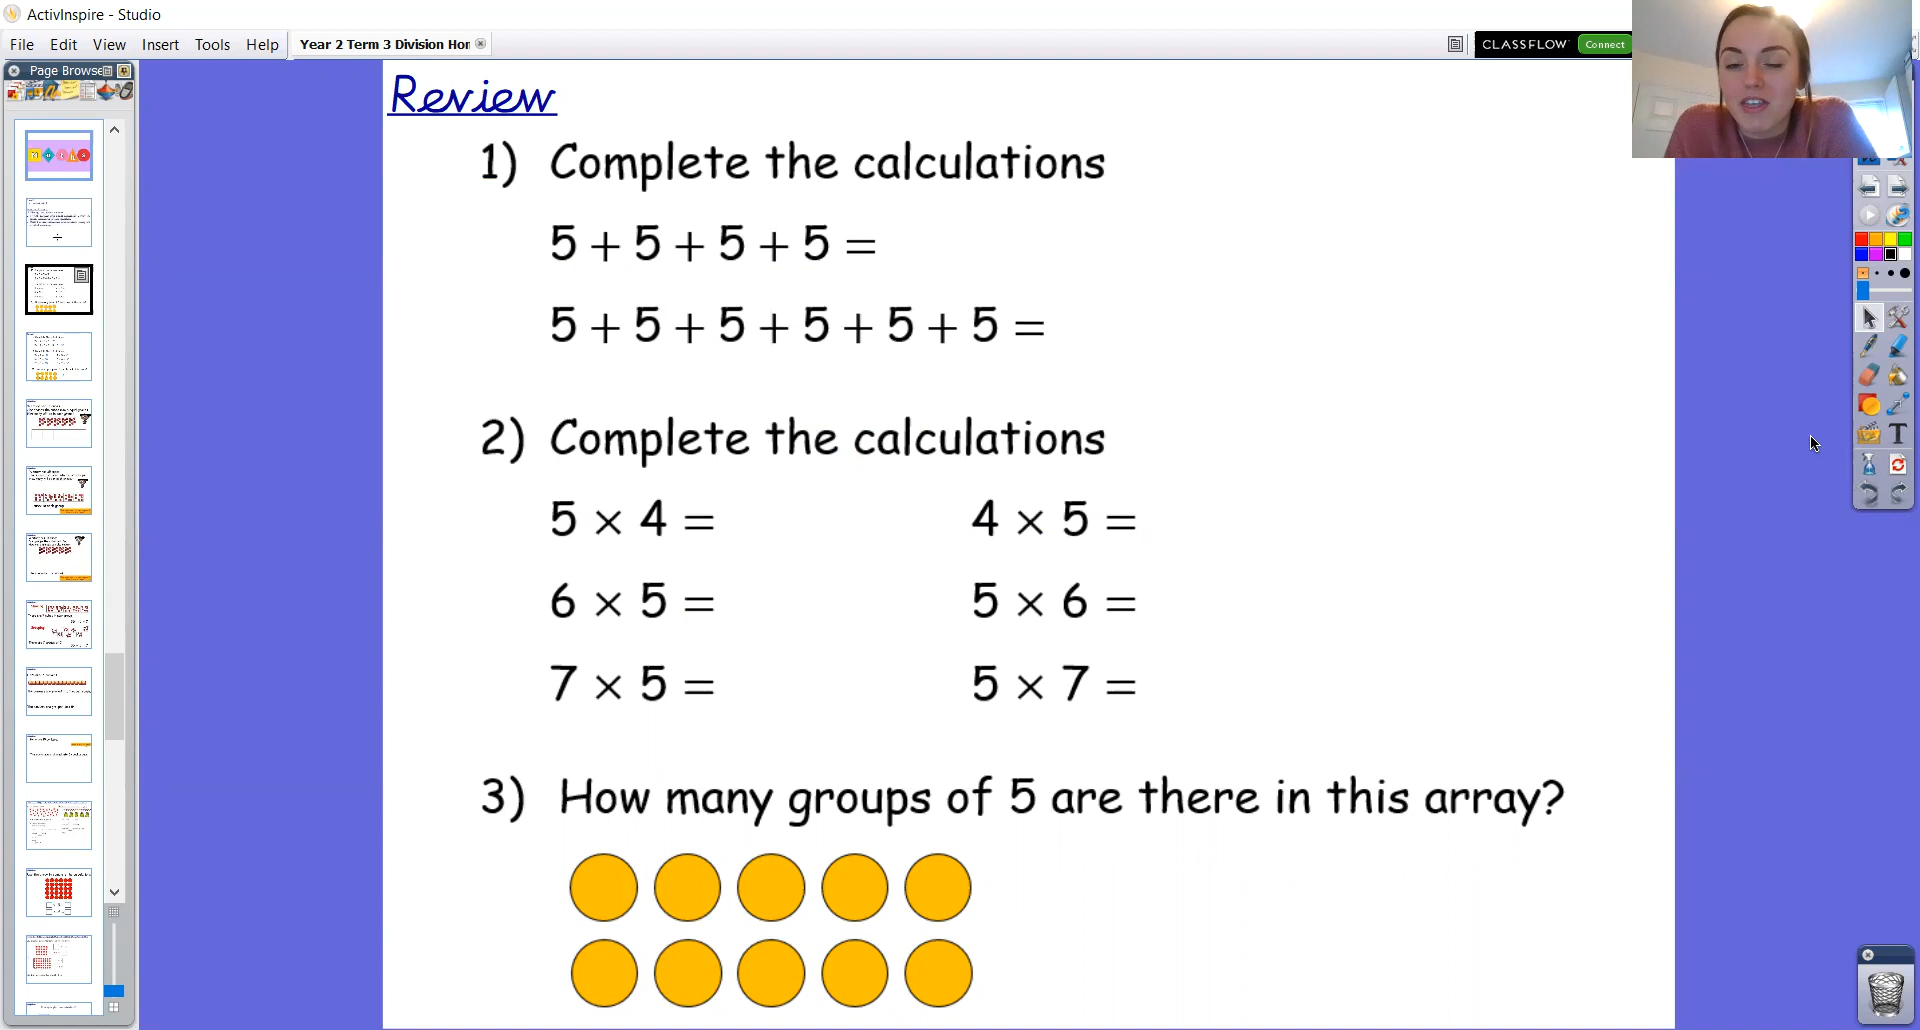 ActivInspire - Studio
File Edit View Insert Tools Help Year 2 Term 3 Division Hor
CLASSFLOW Connect
Page Browse
Review
1) Complete the calculations
5 + 5 + 5 + 5 =
5 + 5 + 5 + 5 + 5 + 5 =
2) Complete the calculations
5 × 4 = 4 × 5 =
6 × 5 = 5 × 6 =
7 × 5 = 5 × 7 =
3) How many groups of 5 are there in this array?